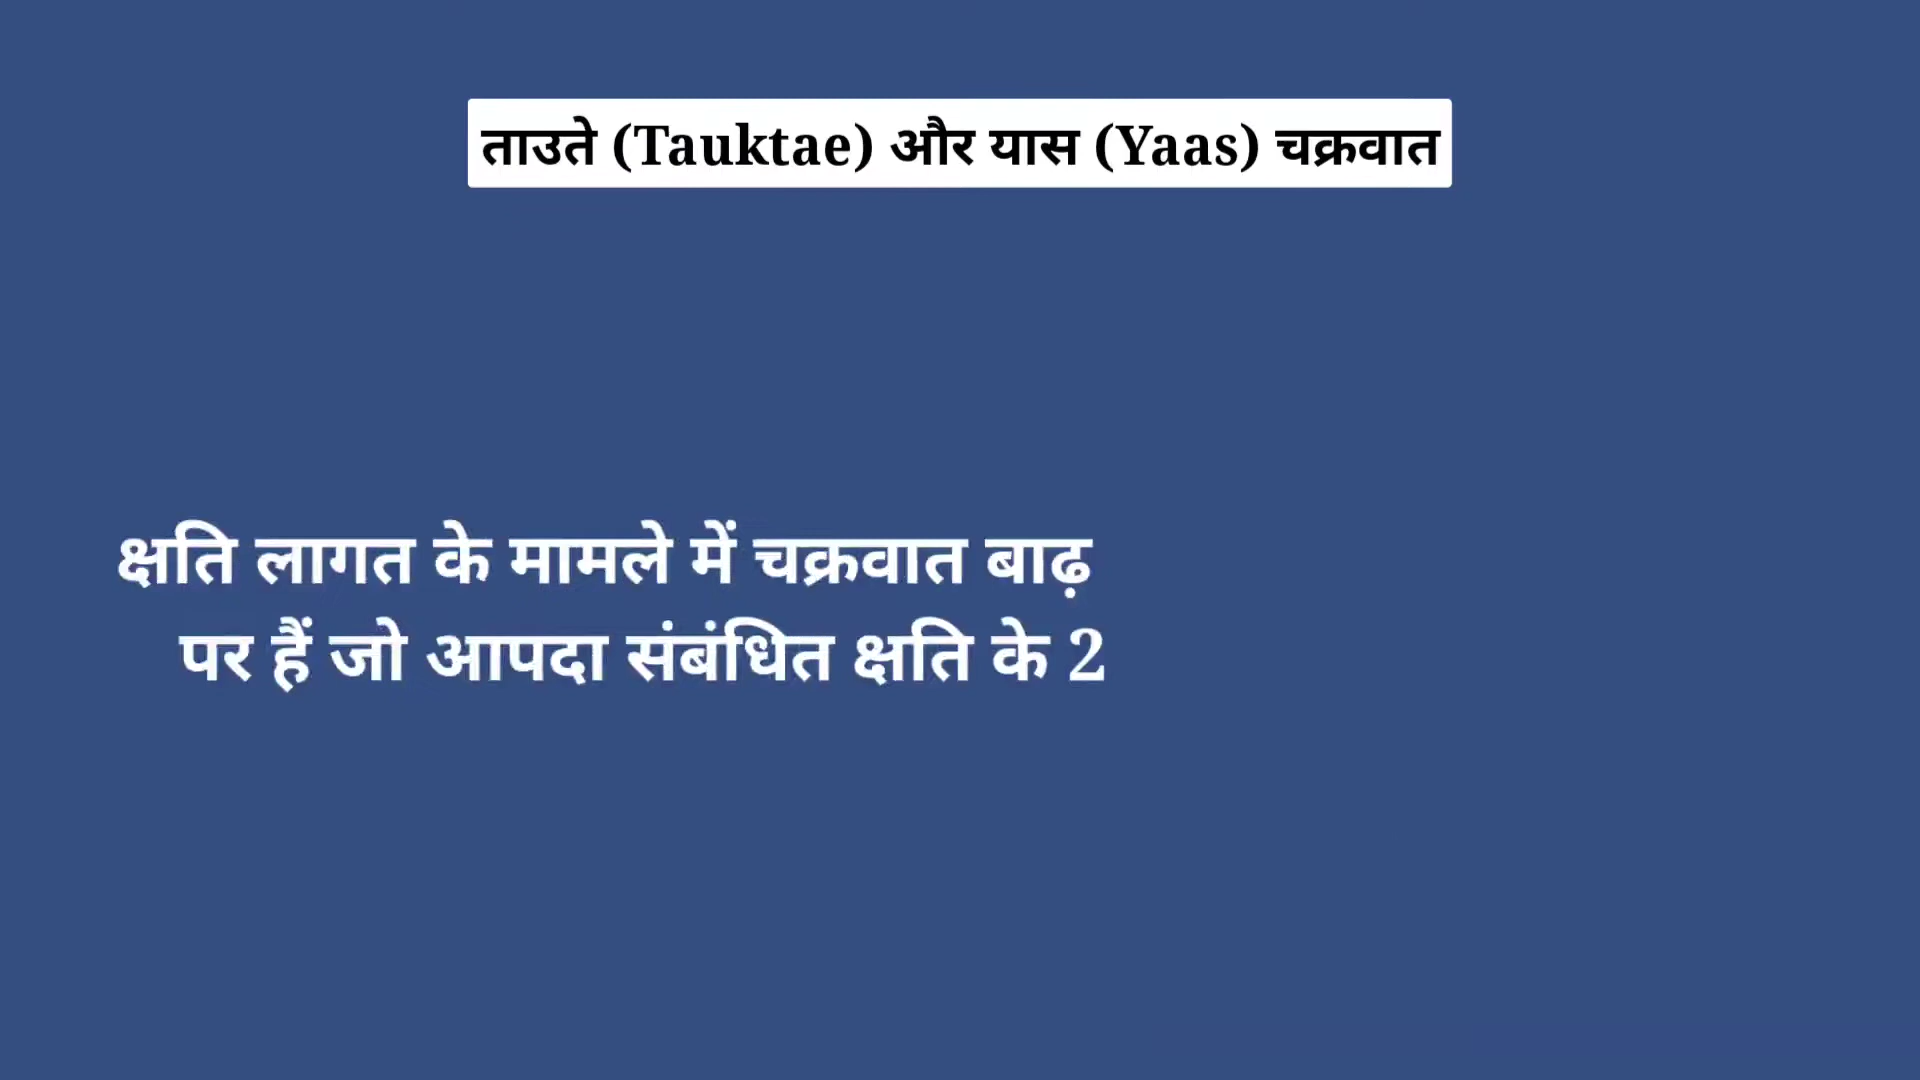 ताउते (Tauktae) और यास (Yaas) चक्रवात
क्षति लागत के मामले में चक्रवात बाढ़
पर हैं जो आपदा संबंधित क्षति के 2